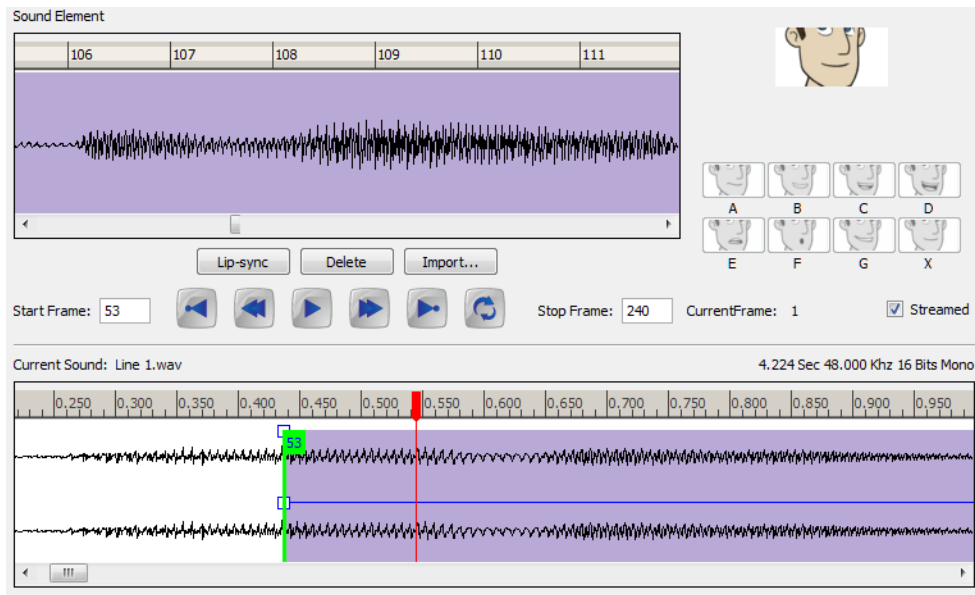 Sound Element
106 107 108 109 110 111
A B C D
Lip-sync Delete Import...
E F G X
Start Frame: 53 Stop Frame: 240 CurrentFrame: 1 Streamed
Current Sound: Line 1.wav 4.224 Sec 48.000 Khz 16 Bits Mono
0.250 0.300 0.350 0.400 0.450 0.500 0.550 0.600 0.650 0.700 0.750 0.800 0.850 0.900 0.950
53